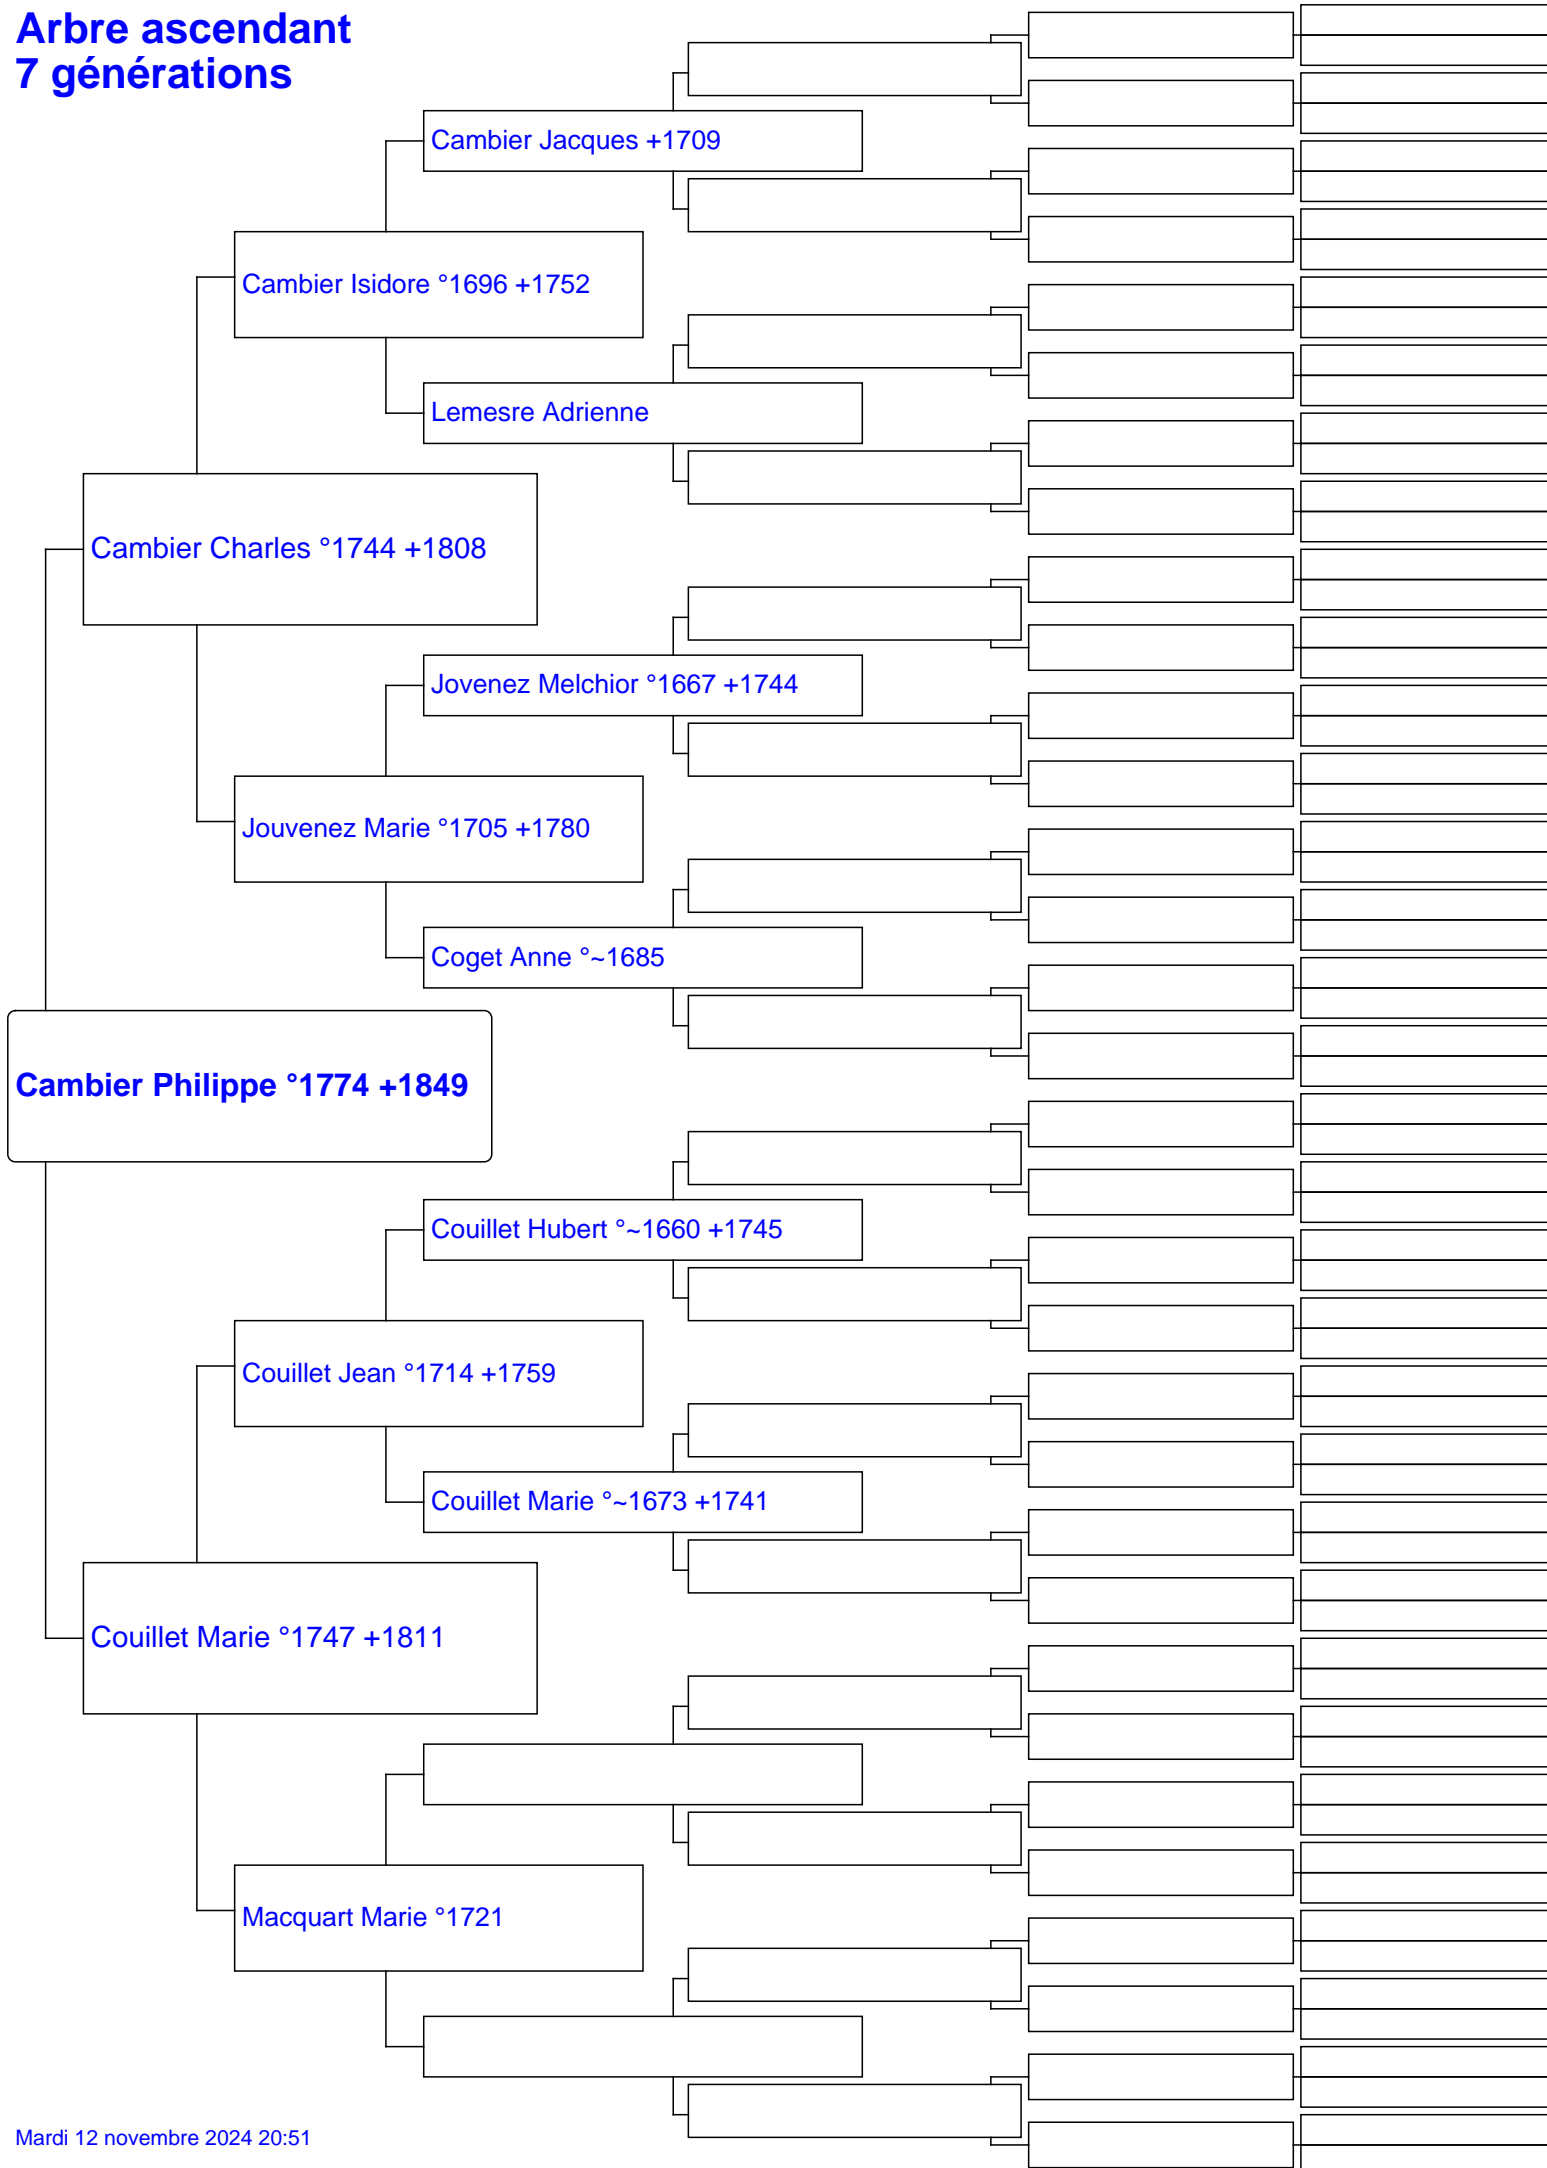 Arbre ascendant
7 générations
Cambier Jacques +1709
Cambier Isidore °1696 +1752
Lemesre Adrienne
Cambier Charles °1744 +1808
Jovenez Melchior °1667 +1744
Jouvenez Marie °1705 +1780
Coget Anne °~1685
Cambier Philippe °1774 +1849
Couillet Hubert °~1660 +1745
Couillet Jean °1714 +1759
Couillet Marie °~1673 +1741
Couillet Marie °1747 +1811
Macquart Marie °1721
Mardi 12 novembre 2024 20:51